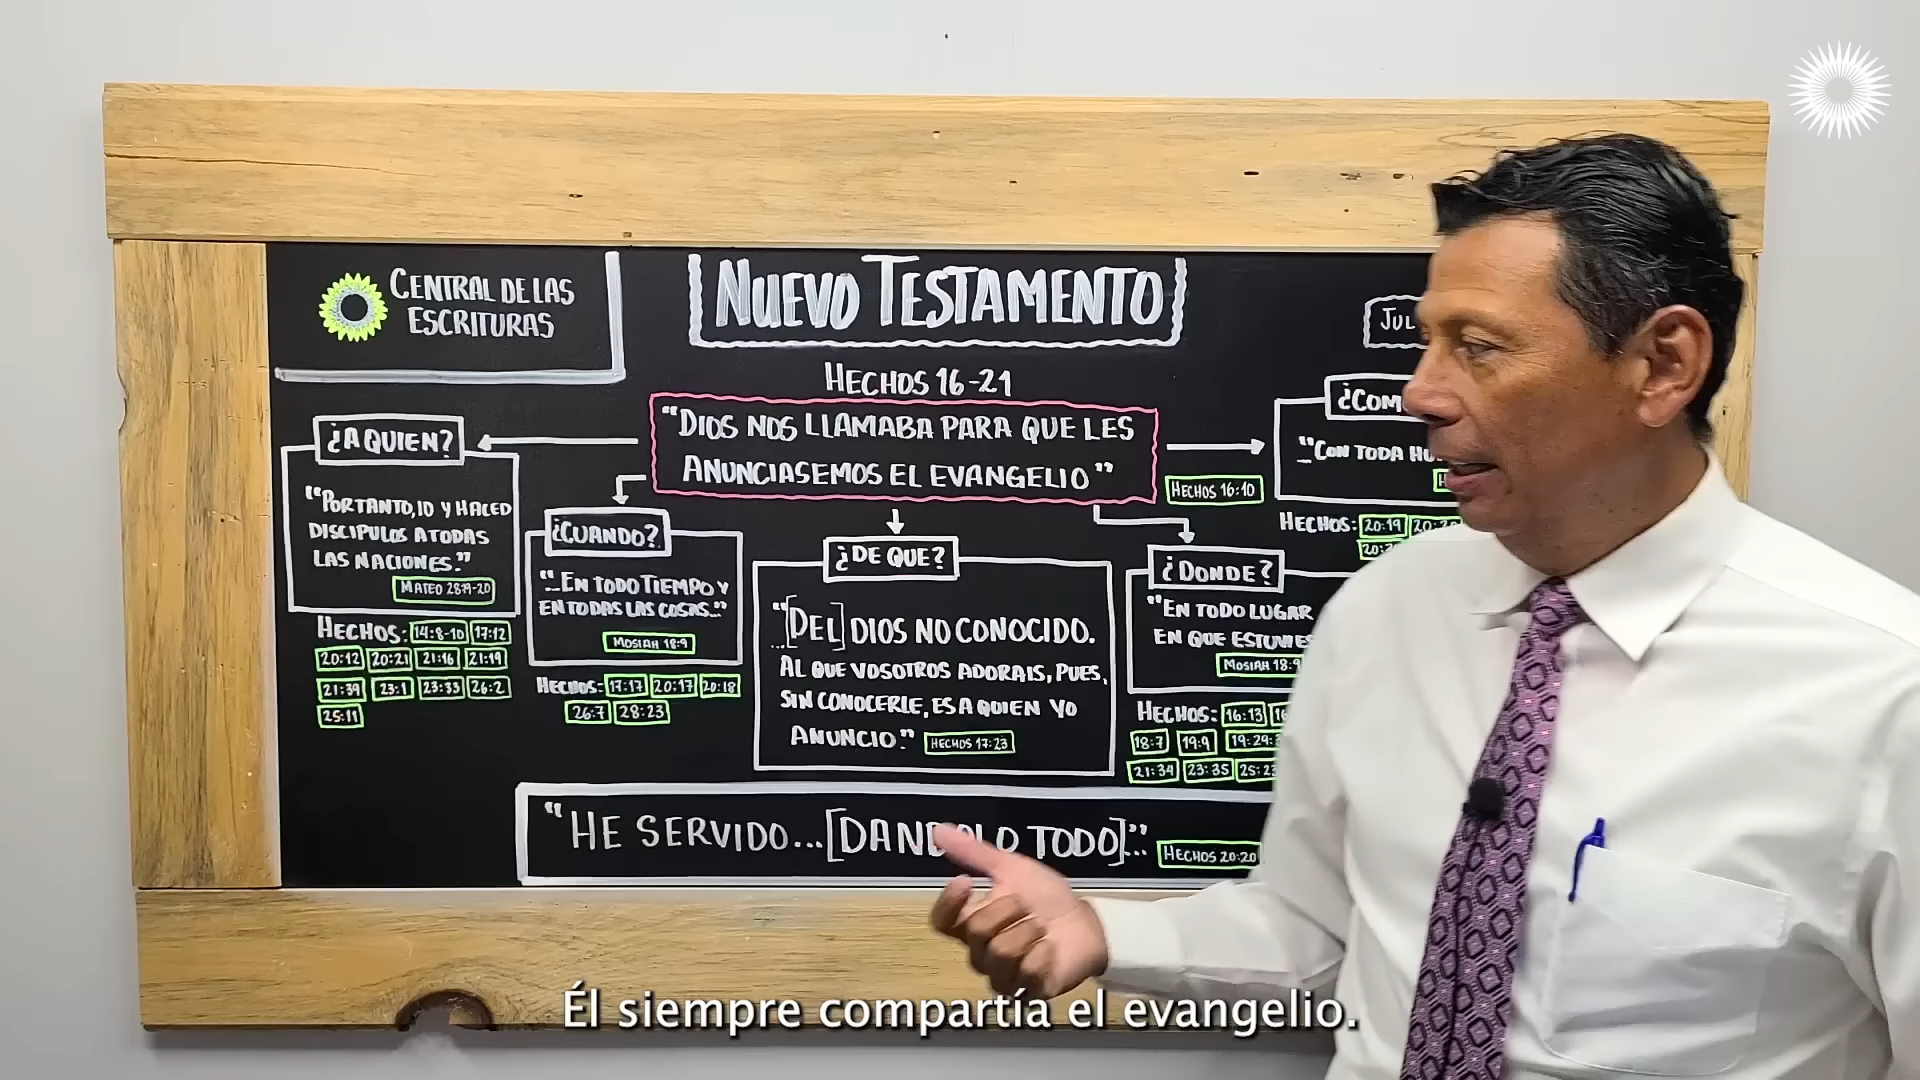 CENTRAL DE LAS
ESCRITURAS
NUEVO TESTAMENTO
JUL
HECHOS 16-21
"DIOS NOS LLAMABA PARA QUE LES
ANUNCIASEMOS EL EVANGELIO"
HECHOS 16:10
¿A QUIEN?
"PORTANTO, ID Y HACED
DISCIPULOS A TODAS
LAS NACIONES."
MATEO 28:19-20
HECHOS: 14:8-10 17:12
20:12 20:21 21:16 21:19
21:39 23:1 23:33 26:2
25:11
¿CUANDO?
"...EN TODO TIEMPO Y
EN TODAS LAS COSAS..."
MOSIAH 18:9
HECHOS: 17:17 20:17 20:18
26:7 28:23
¿DE QUE?
"...[DEL] DIOS NO CONOCIDO.
AL QUE VOSOTROS ADORAIS, PUES,
SIN CONOCERLE, ES A QUIEN YO
ANUNCIO." HECHOS 17:23
¿DONDE?
"EN TODO LUGAR
EN QUE
MOSIAH 18:9
HECHOS: 16:13
18:7 19:9 19:29
21:34 23:35
¿COM
"CON TODA
HECHOS: 20:19
"HE SERVIDO...[DANDOLO TODO]..." HECHOS 20:20
Él siempre compartía el evangelio.